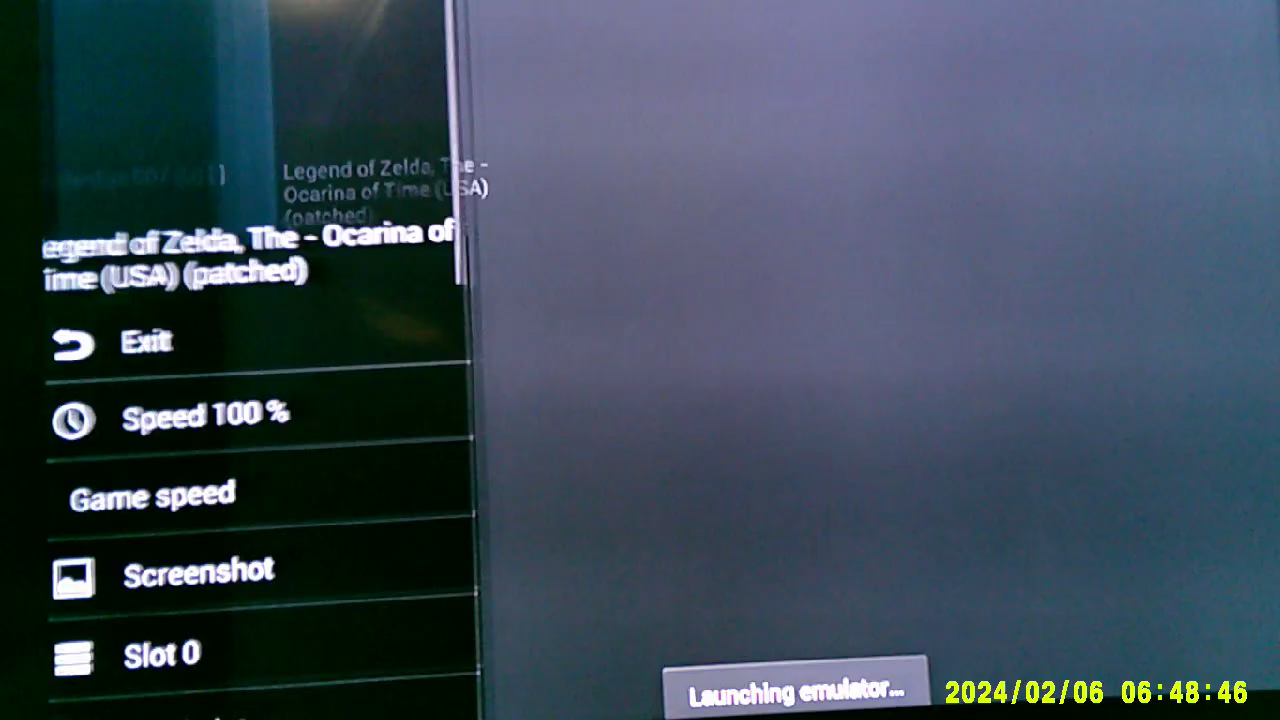 Legend of Zelda, The -
Ocarina of Time (USA)
(patched)
egend of Zelda, The - Ocarina of
ime (USA) (patched)
Exit
Speed 100 %
Game speed
Screenshot
Slot 0
Launching emulator...
2024/02/06 06:48:46